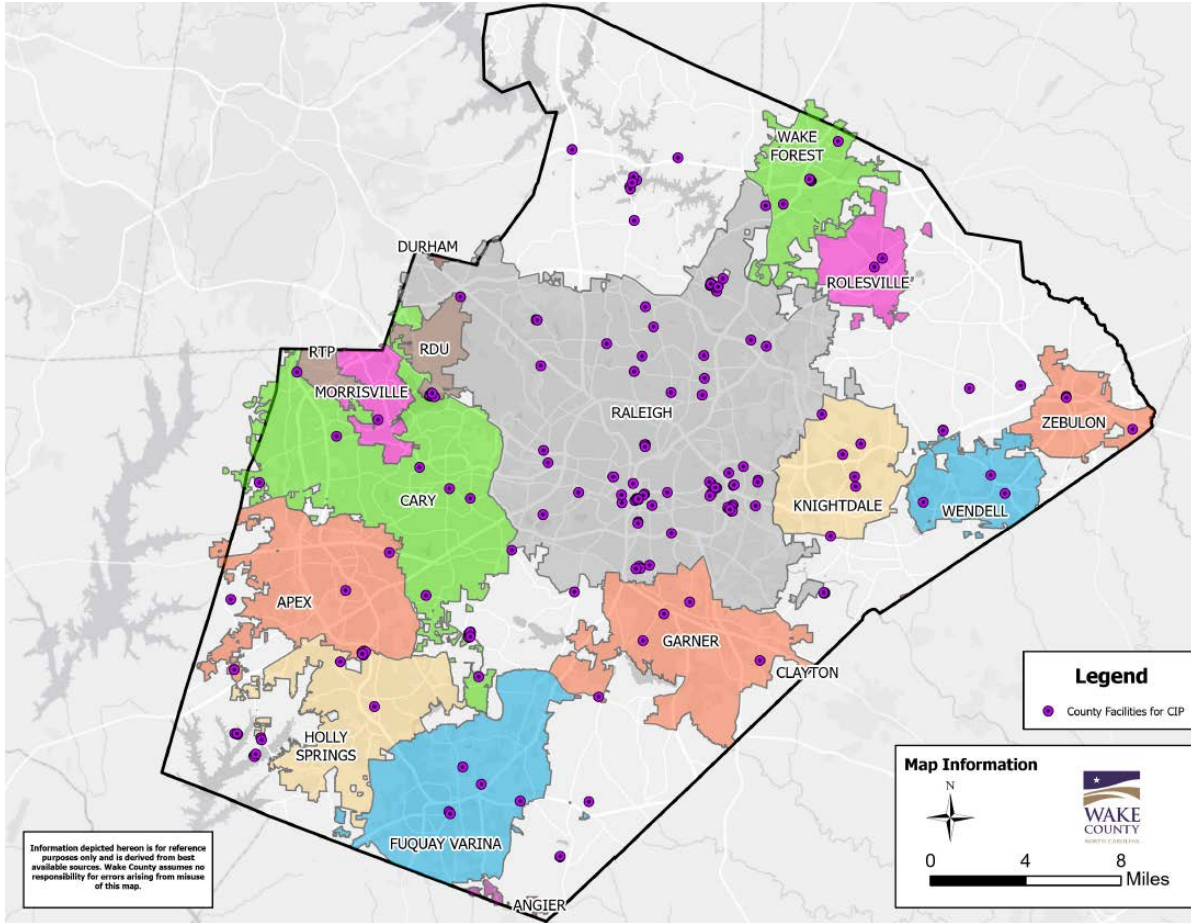 WAKE
FOREST
DURHAM
ROLESVILLE
RDU
RTP
MORRISVILLE
RALEIGH
ZEBULON
CARY
KNIGHTDALE
WENDELL
APEX
GARNER
CLAYTON
HOLLY
SPRINGS
FUQUAY VARINA
ANGIER
Legend
County Facilities for CIP
Map Information
N
WAKE
COUNTY
NORTH CAROLINA
0 4 8
Miles
Information depicted hereon is for reference
purposes only and is derived from best
available sources. Wake County assumes no
responsibility for errors arising from misuse
of this map.